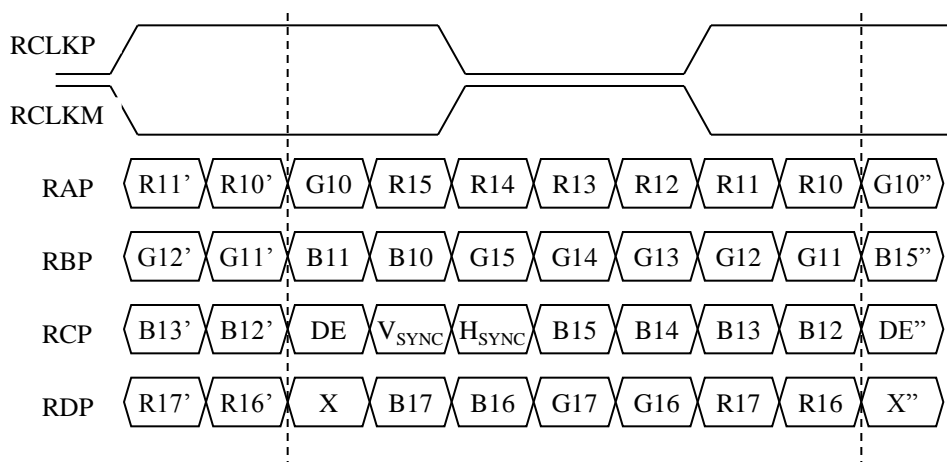 RCLKP
RCLKM
RAP R11’ R10’ G10 R15 R14 R13 R12 R11 R10 G10”
RBP G12’ G11’ B11 B10 G15 G14 G13 G12 G11 B15”
RCP B13’ B12’ DE VSYNC HSYNC B15 B14 B13 B12 DE”
RDP R17’ R16’ X B17 B16 G17 G16 R17 R16 X”